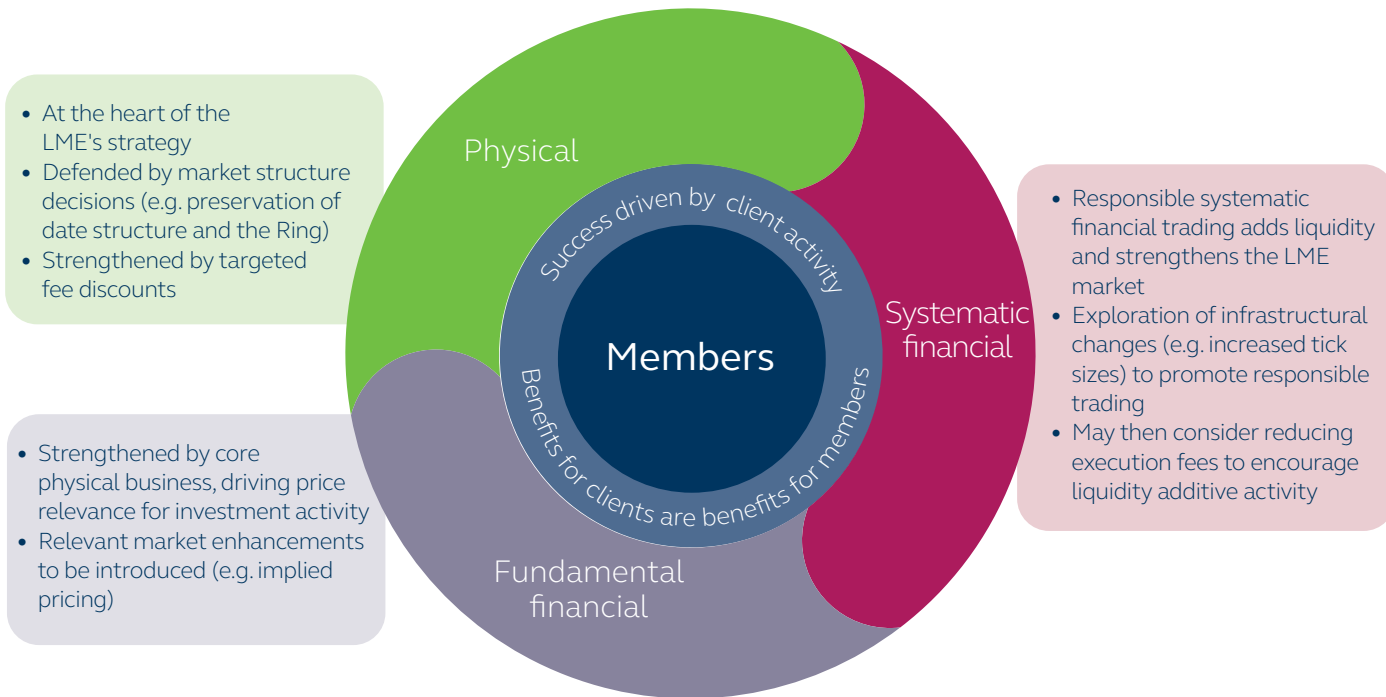 • At the heart of the
LME's strategy
• Defended by market structure
decisions (e.g. preservation of
date structure and the Ring)
• Strengthened by targeted
fee discounts
• Strengthened by core
physical business, driving price
relevance for investment activity
• Relevant market enhancements
to be introduced (e.g. implied
pricing)
Physical
Success driven by client activity
Members
Benefits for clients are benefits for members
Fundamental
financial
Systematic
financial
• Responsible systematic
financial trading adds liquidity
and strengthens the LME
market
• Exploration of infrastructural
changes (e.g. increased tick
sizes) to promote responsible
trading
• May then consider reducing
execution fees to encourage
liquidity additive activity